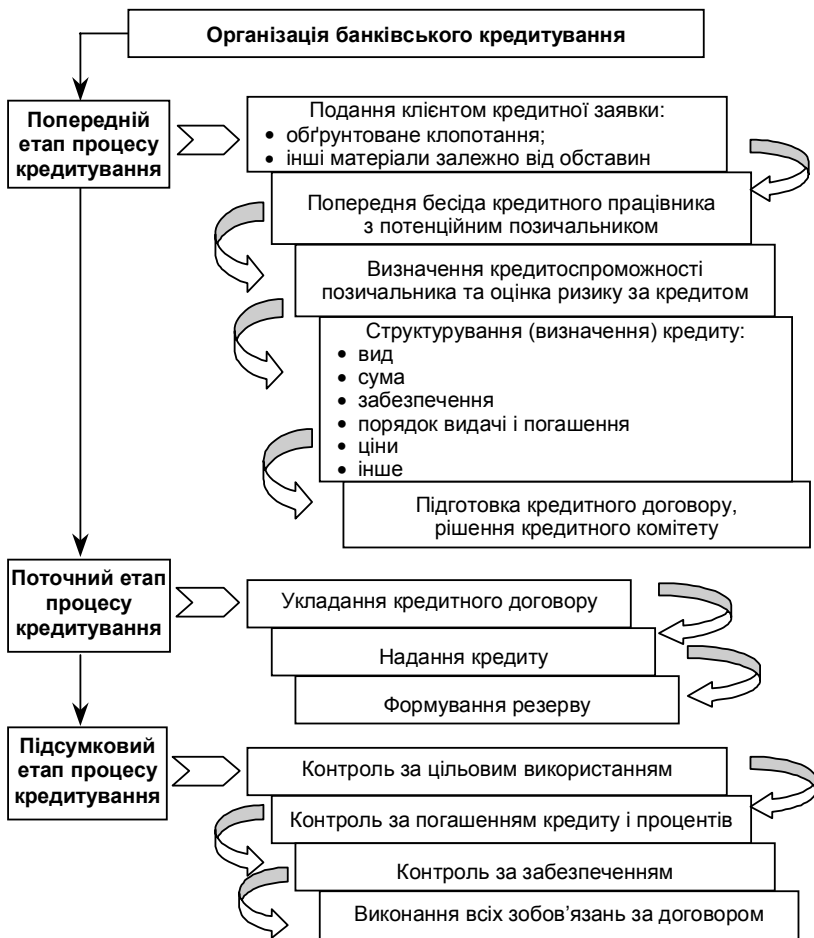 Організація банківського кредитування
Попередній
етап процесу
кредитування
Подання клієнтом кредитної заявки:
• обґрунтоване клопотання;
• інші матеріали залежно від обставин
Попередня бесіда кредитного працівника
з потенційним позичальником
Визначення кредитоспроможності
позичальника та оцінка ризику за кредитом
Структурування (визначення) кредиту:
• вид
• сума
• забезпечення
• порядок видачі і погашення
• ціни
• інше
Підготовка кредитного договору,
рішення кредитного комітету
Поточний етап
процесу
кредитування
Укладання кредитного договору
Надання кредиту
Формування резерву
Підсумковий
етап процесу
кредитування
Контроль за цільовим використанням
Контроль за погашенням кредиту і процентів
Контроль за забезпеченням
Виконання всіх зобов’язань за договором